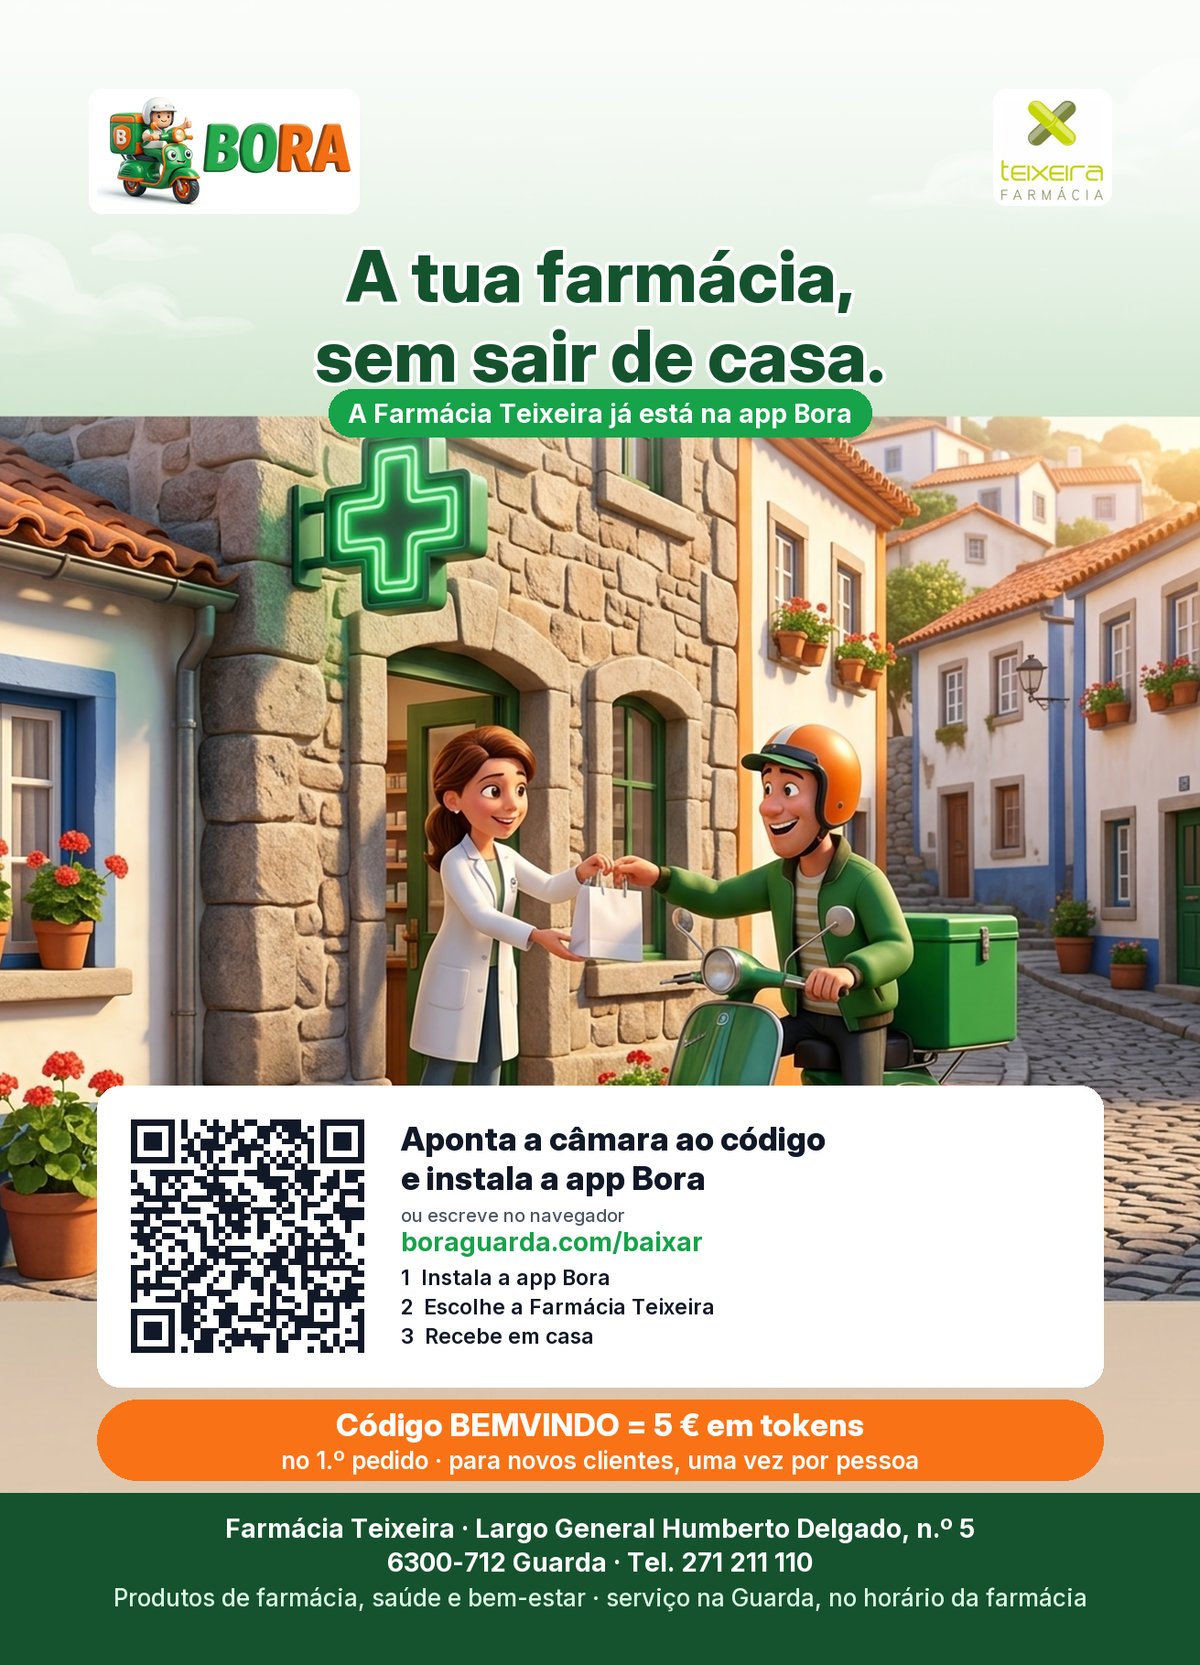 B
BORA
teixeira
FARMÁCIA
A tua farmácia,
sem sair de casa.
A Farmácia Teixeira já está na app Bora
Aponta a câmara ao código
e instala a app Bora
ou escreve no navegador
boraguarda.com/baixar
1 Instala a app Bora
2 Escolhe a Farmácia Teixeira
3 Recebe em casa
Código BEMVINDO = 5 € em tokens
no 1.º pedido · para novos clientes, uma vez por pessoa
Farmácia Teixeira · Largo General Humberto Delgado, n.º 5
6300-712 Guarda · Tel. 271 211 110
Produtos de farmácia, saúde e bem-estar · serviço na Guarda, no horário da farmácia